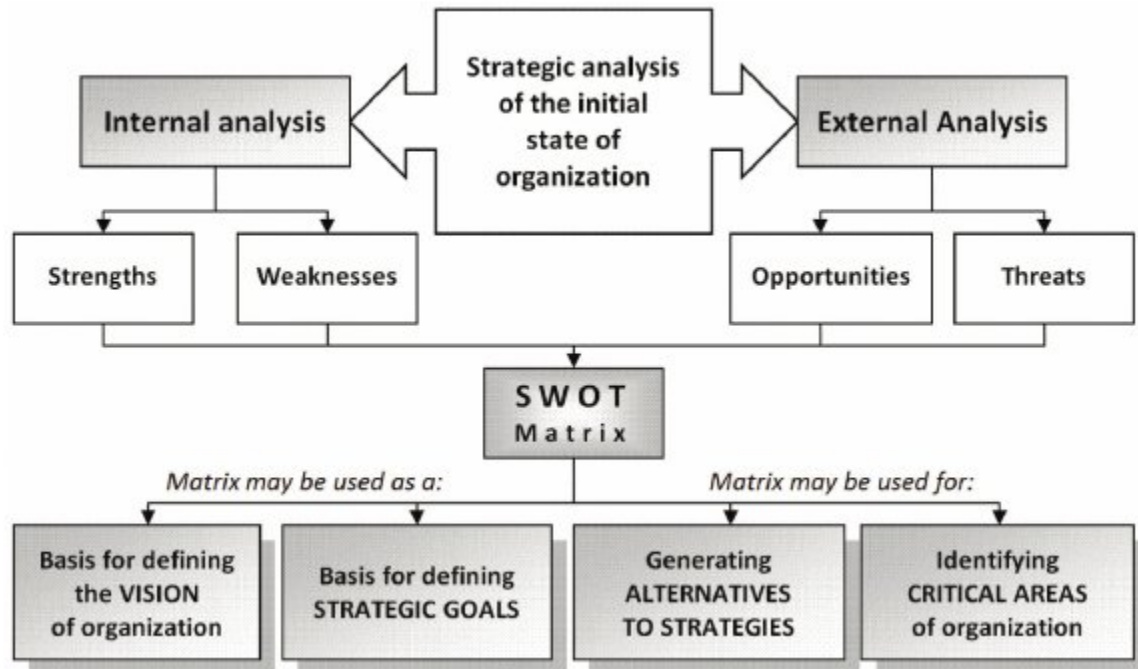 Strategic analysis
of the initial
state of
organization
Internal analysis
External Analysis
Strengths
Weaknesses
Opportunities
Threats
S W O T
M a t r i x
Matrix may be used as a:
Matrix may be used for:
Basis for defining
the VISION
of organization
Basis for defining
STRATEGIC GOALS
Generating
ALTERNATIVES
TO STRATEGIES
Identifying
CRITICAL AREAS
of organization